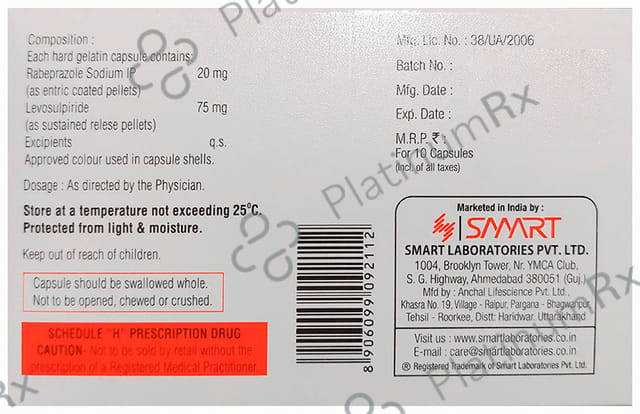 Composition :
Each hard gelatin capsule contains:
Rabeprazole Sodium IP 20 mg
(as entric coated pellets)
Levosulpiride 75 mg
(as sustained relese pellets)
Excipients q.s.
Approved colour used in capsule shells.
Dosage : As directed by the Physician.
Store at a temperature not exceeding 25°C.
Protected from light & moisture.
Keep out of reach of children.
Capsule should be swallowed whole.
Not to be opened, chewed or crushed.
SCHEDULE "H" PRESCRIPTION DRUG
CAUTION- Not to be sold by retail without the
prescription of a Registered Medical Practitioner.
8906099092112
Mfg. Lic. No. : 38/UA/2006
Batch No. :
Mfg. Date :
Exp. Date :
M.R.P. ₹ :
For 10 Capsules
(Incl. of all taxes)
Marketed in India by :
SMART
SMART LABORATORIES PVT. LTD.
1004, Brooklyn Tower, Nr. YMCA Club,
S. G. Highway, Ahmedabad 380051 (Guj.)
Mfd by : Anchal Lifescience Pvt. Ltd.,
Khasra No. 19, Village - Raipur, Pargana - Bhagwanpur,
Tehsil - Roorkee, Distt: Haridwar. Uttarakhand
Visit us : www.smartlaboratories.co.in
E-mail : care@smartlaboratories.co.in
® Registered Trademark of Smart Laboratories Pvt. Ltd.
PlatinumRx
PlatinumRx
PlatinumRx
Rx